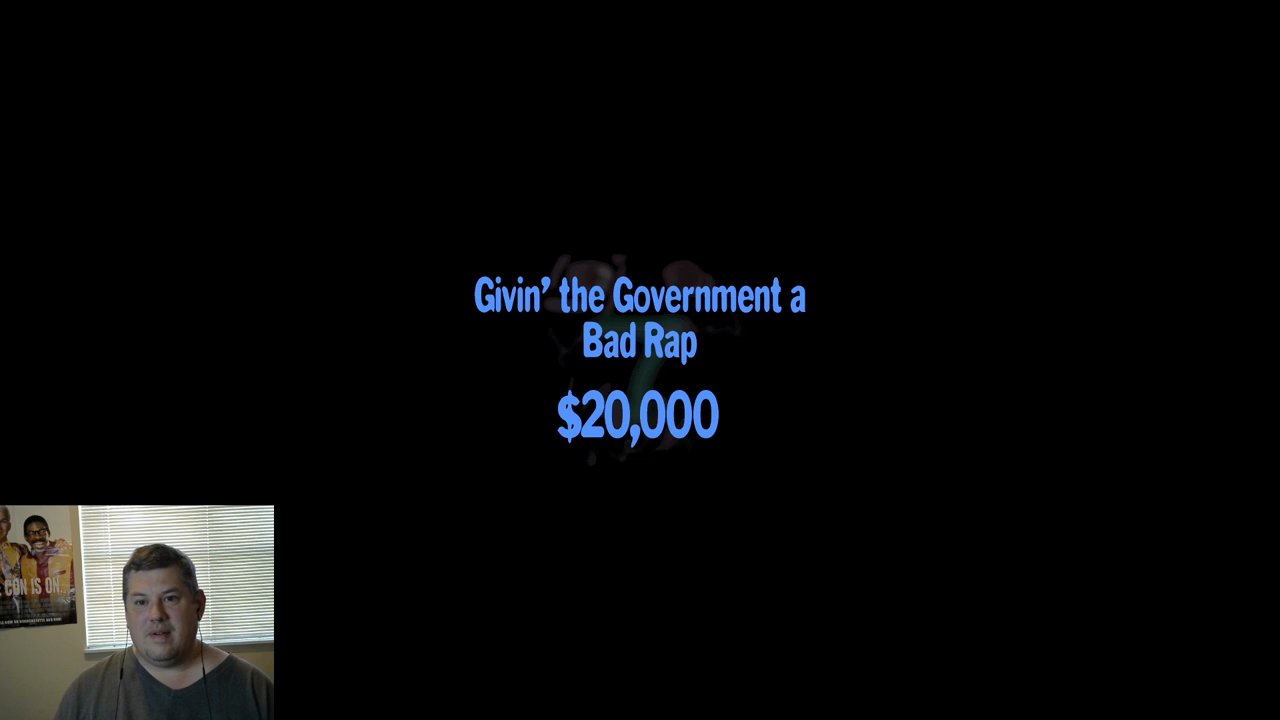 Givin' the Government a
Bad Rap
$20,000
CON IS ON.